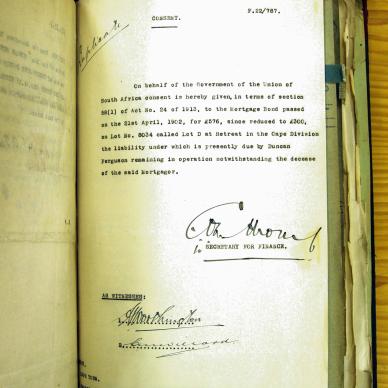 F.22/787.
CONSENT.
On behalf of the Government of the Union of
South Africa consent is hereby given, in terms of section
58(1) of Act No. 24 of 1913, to the Mortgage Bond passed
on the 21st April, 1902, for £576, since reduced to £300,
on Lot No. 8034 called Lot D at Retreat in the Cape Division
the liability under which is presently due by Duncan
Ferguson remaining in operation notwithstanding the decease
of the said Mortgagor.
SECRETARY FOR FINANCE.
AS WITNESSES:
1.
2.